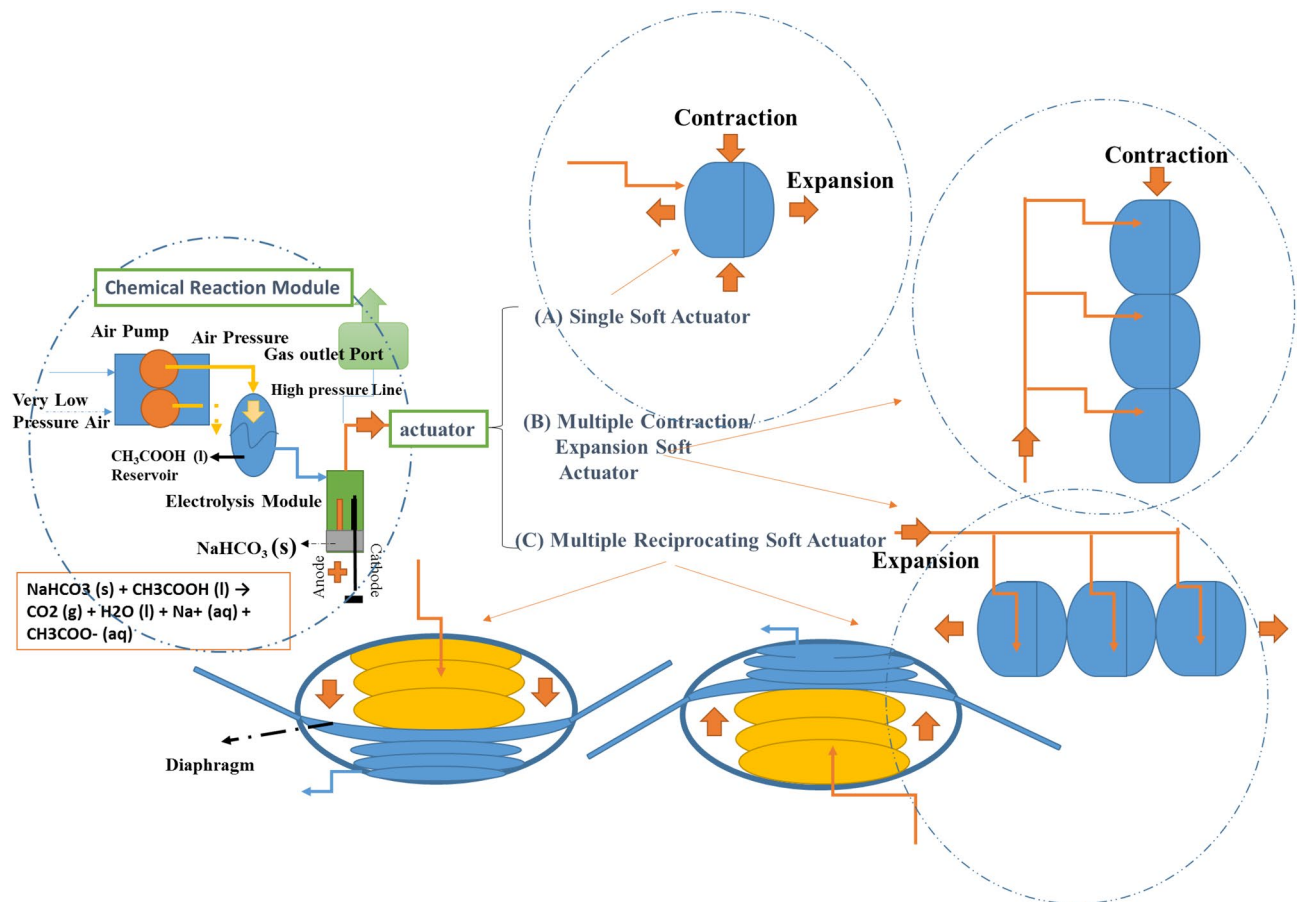 Contraction
Expansion
Contraction
Chemical Reaction Module
Air Pump
Air Pressure
Gas outlet Port
High pressure Line
Very Low
Pressure Air
CH₃COOH (l)
Reservoir
Electrolysis Module
NaHCO₃ (s)
Anode
Cathode
NaHCO3 (s) + CH3COOH (l) →
CO2 (g) + H2O (l) + Na+ (aq) +
CH3COO- (aq)
actuator
(A) Single Soft Actuator
(B) Multiple Contraction/
Expansion Soft
Actuator
(C) Multiple Reciprocating Soft Actuator
Expansion
Diaphragm